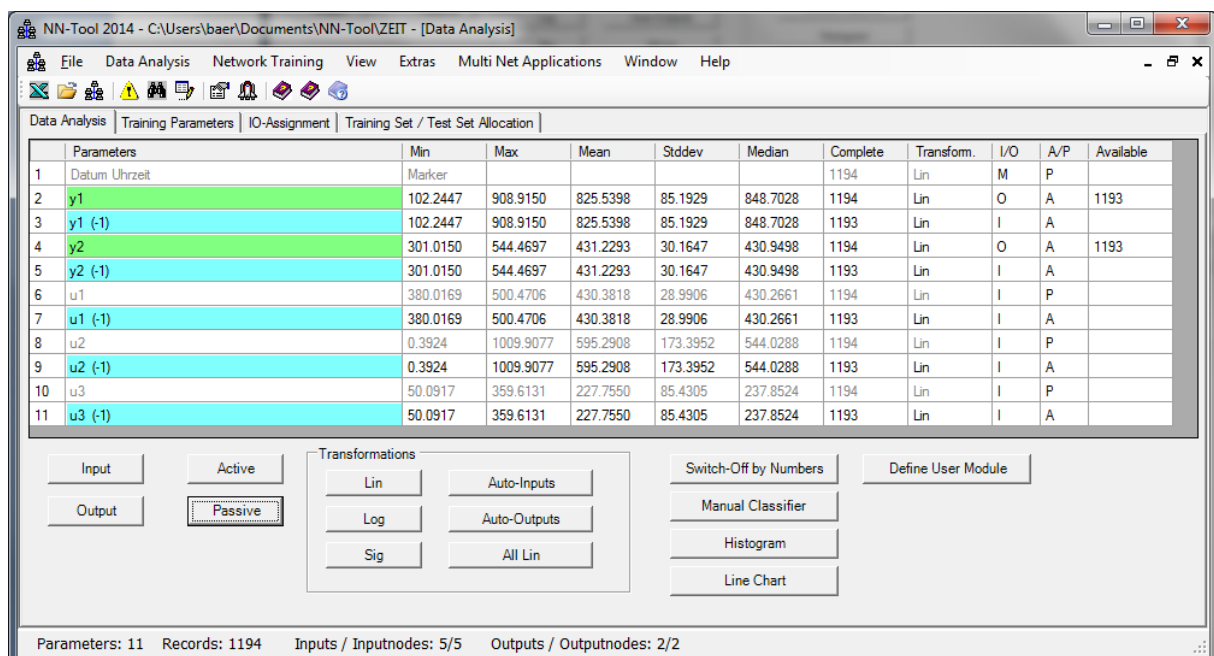 NN-Tool 2014 - C:\Users\baer\Documents\NN-Tool\ZEIT - [Data Analysis]
File Data Analysis Network Training View Extras Multi Net Applications Window Help
Data Analysis Training Parameters IO-Assignment Training Set / Test Set Allocation
Parameters Min Max Mean Stddev Median Complete Transform. I/O A/P Available
1 Datum Uhrzeit Marker 1194 Lin M P
2 y1 102.2447 908.9150 825.5398 85.1929 848.7028 1194 Lin O A 1193
3 y1 (-1) 102.2447 908.9150 825.5398 85.1929 848.7028 1193 Lin I A
4 y2 301.0150 544.4697 431.2293 30.1647 430.9498 1194 Lin O A 1193
5 y2 (-1) 301.0150 544.4697 431.2293 30.1647 430.9498 1193 Lin I A
6 u1 380.0169 500.4706 430.3818 28.9906 430.2661 1194 Lin I P
7 u1 (-1) 380.0169 500.4706 430.3818 28.9906 430.2661 1193 Lin I A
8 u2 0.3924 1009.9077 595.2908 173.3952 544.0288 1194 Lin I P
9 u2 (-1) 0.3924 1009.9077 595.2908 173.3952 544.0288 1193 Lin I A
10 u3 50.0917 359.6131 227.7550 85.4305 237.8524 1194 Lin I P
11 u3 (-1) 50.0917 359.6131 227.7550 85.4305 237.8524 1193 Lin I A
Transformations
Input Active Lin Auto-Inputs Switch-Off by Numbers Define User Module
Output Passive Log Auto-Outputs Manual Classifier
Sig All Lin Histogram
Line Chart
Parameters: 11 Records: 1194 Inputs / Inputnodes: 5/5 Outputs / Outputnodes: 2/2